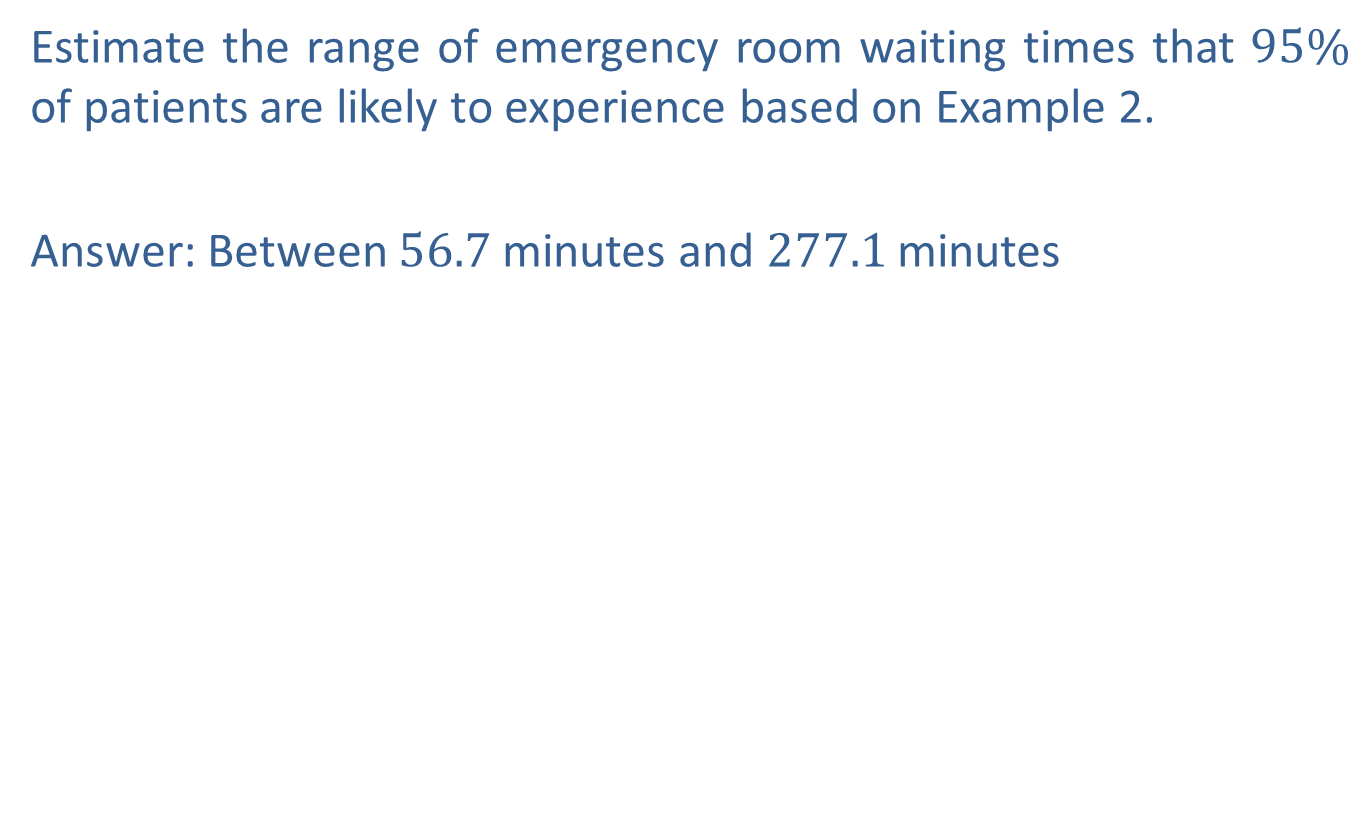 Estimate the range of emergency room waiting times that 95%
of patients are likely to experience based on Example 2.
Answer: Between 56.7 minutes and 277.1 minutes